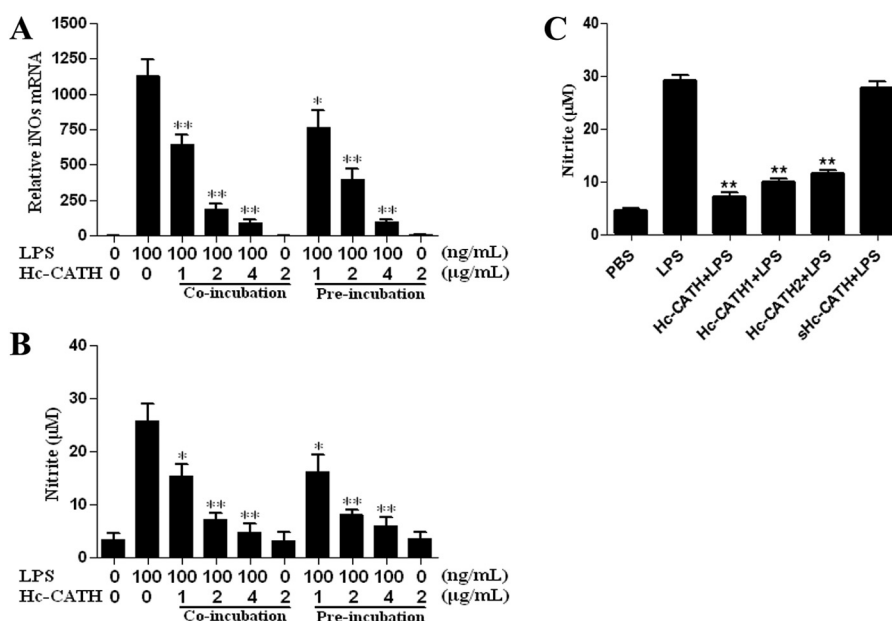 A
1500
1250
1000
750
500
250
0
Relative iNOs mRNA
**
**
**
*
**
**
LPS 0 100 100 100 100 0 100 100 100 0 (ng/mL)
Hc-CATH 0 0 1 2 4 2 1 2 4 2 (μg/mL)
Co-incubation Pre-incubation
B
40
30
20
10
0
Nitrite (μM)
*
**
**
*
**
**
LPS 0 100 100 100 100 0 100 100 100 0 (ng/mL)
Hc-CATH 0 0 1 2 4 2 1 2 4 2 (μg/mL)
Co-incubation Pre-incubation
C
40
30
20
10
0
Nitrite (μM)
**
**
**
PBS
LPS
Hc-CATH+LPS
Hc-CATH1+LPS
Hc-CATH2+LPS
sHc-CATH+LPS